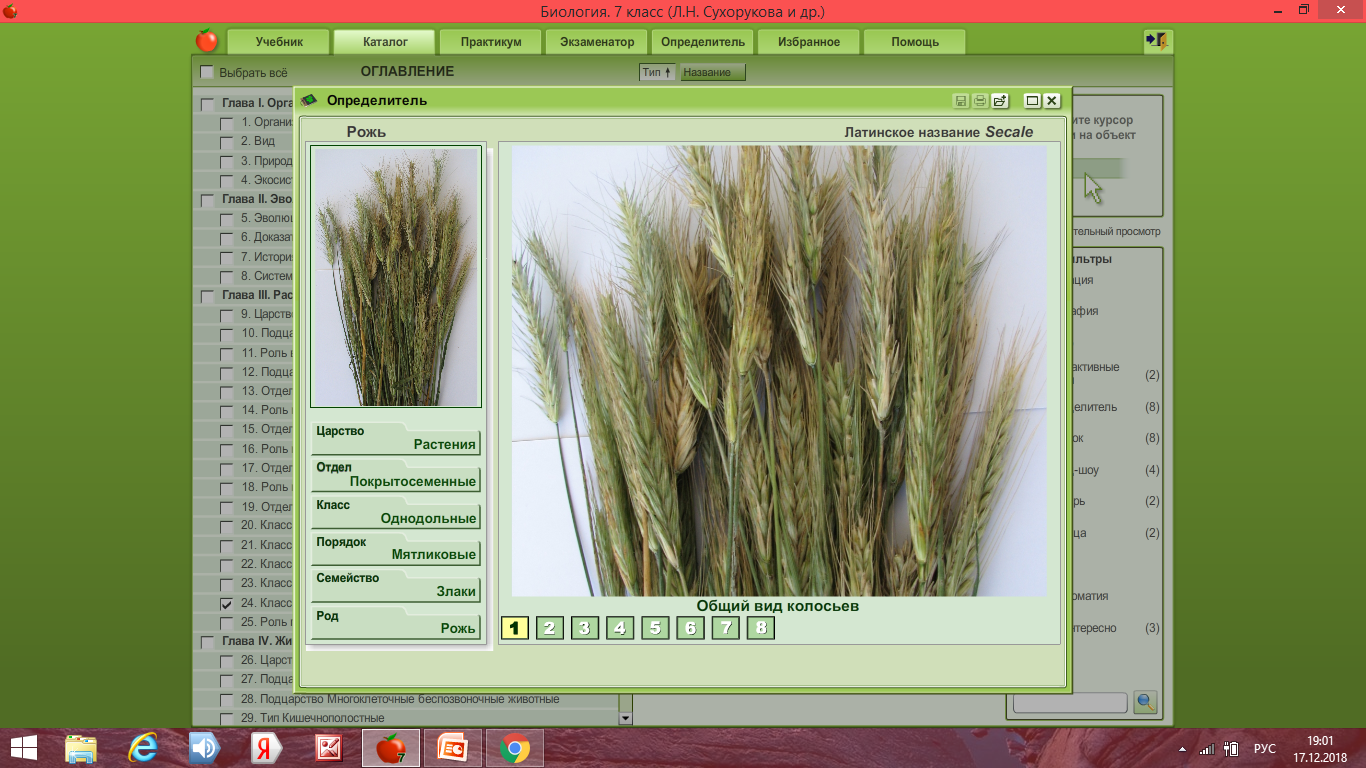 Биология. 7 класс (Л.Н. Сухорукова и др.)
Учебник Каталог Практикум Экзаменатор Определитель Избранное Помощь
Выбрать всё ОГЛАВЛЕНИЕ Тип Название
Определитель
Рожь
Латинское название Secale
Царство
Растения
Отдел
Покрытосеменные
Класс
Однодольные
Порядок
Мятликовые
Семейство
Злаки
Род
Рожь
Общий вид колосьев
1 2 3 4 5 6 7 8
Глава I. Орга
1. Органи
2. Вид
3. Природ
4. Экосис
Глава II. Эво
5. Эволюц
6. Доказат
7. Истори
8. Систем
Глава III. Рас
9. Царство
10. Подца
11. Роль в
12. Подца
13. Отдел
14. Роль
15. Отдел
16. Роль
17. Отдел
18. Роль
19. Отдел
20. Класс
21. Класс
22. Класс
23. Класс
24. Класс
25. Роль
Глава IV. Жи
26. Царст
27. Подца
28. Подцарство Многоклеточные беспозвоночные животные
29. Тип Кишечнополостные
ите курсор
и на объект
тельный просмотр
льтры
ция
афия
активные
(2)
делитель (8)
ок (8)
-шоу (4)
рь (2)
ца (2)
оматия
нтересно (3)
7
РУС
19:01
17.12.2018